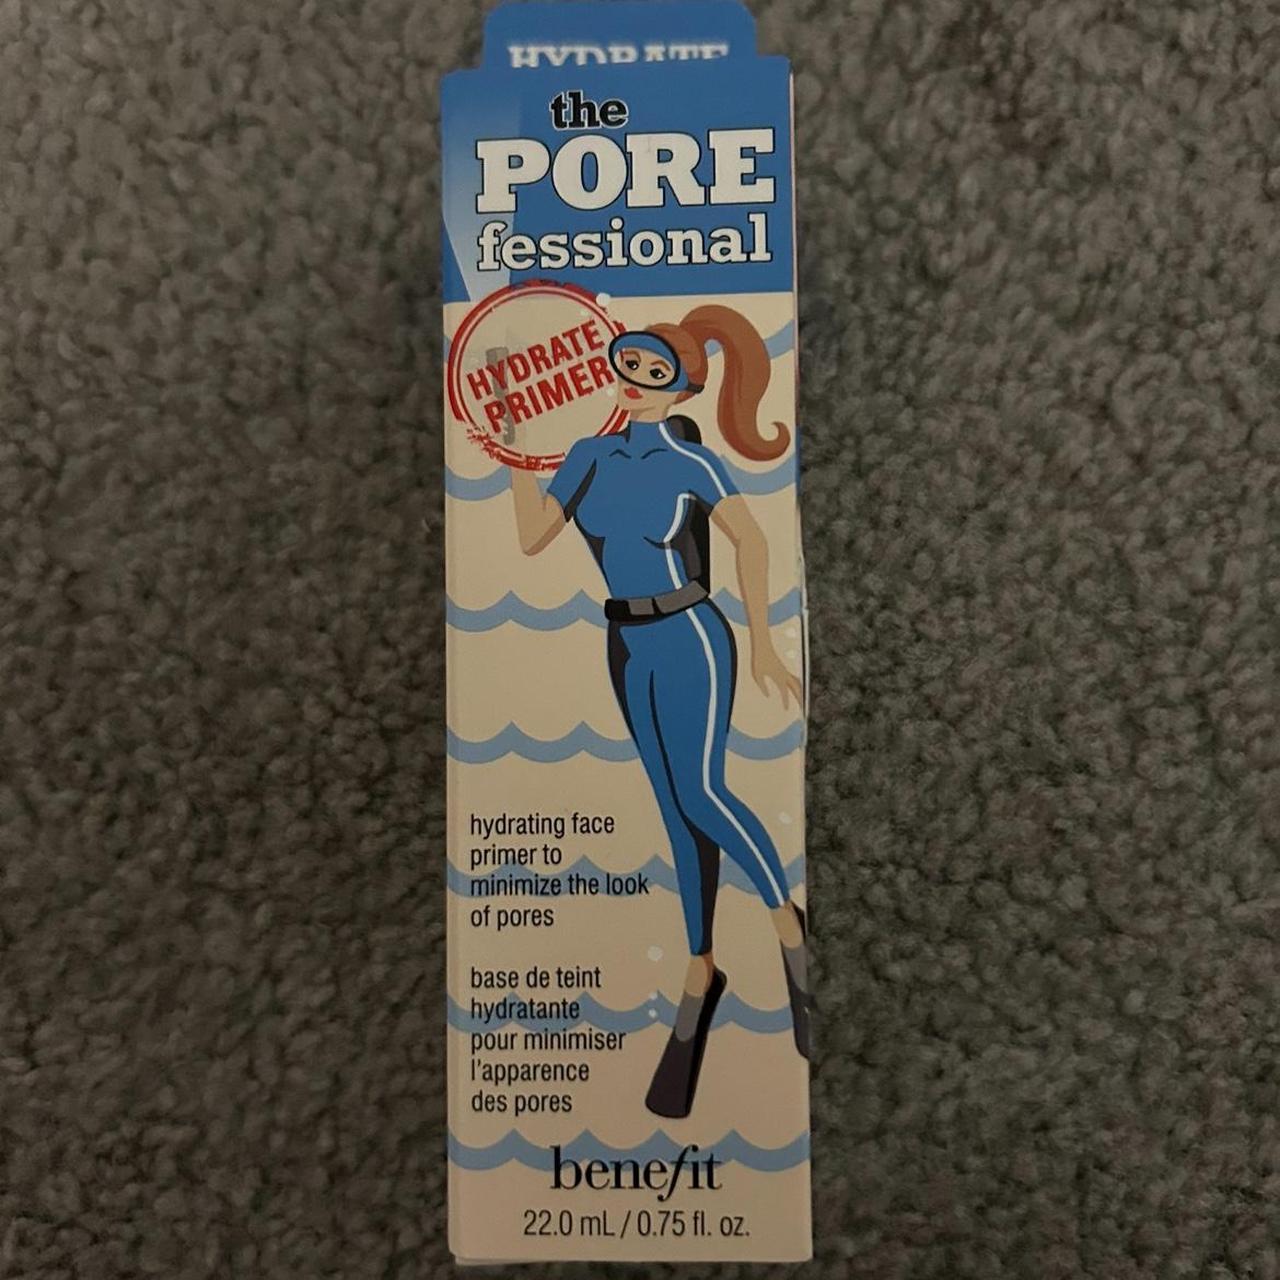 HYDRATE
the
PORE
fessional
HYDRATE
PRIMER
hydrating face
primer to
minimize the look
of pores
base de teint
hydratante
pour minimiser
l'apparence
des pores
benefit
22.0 mL / 0.75 fl. oz.